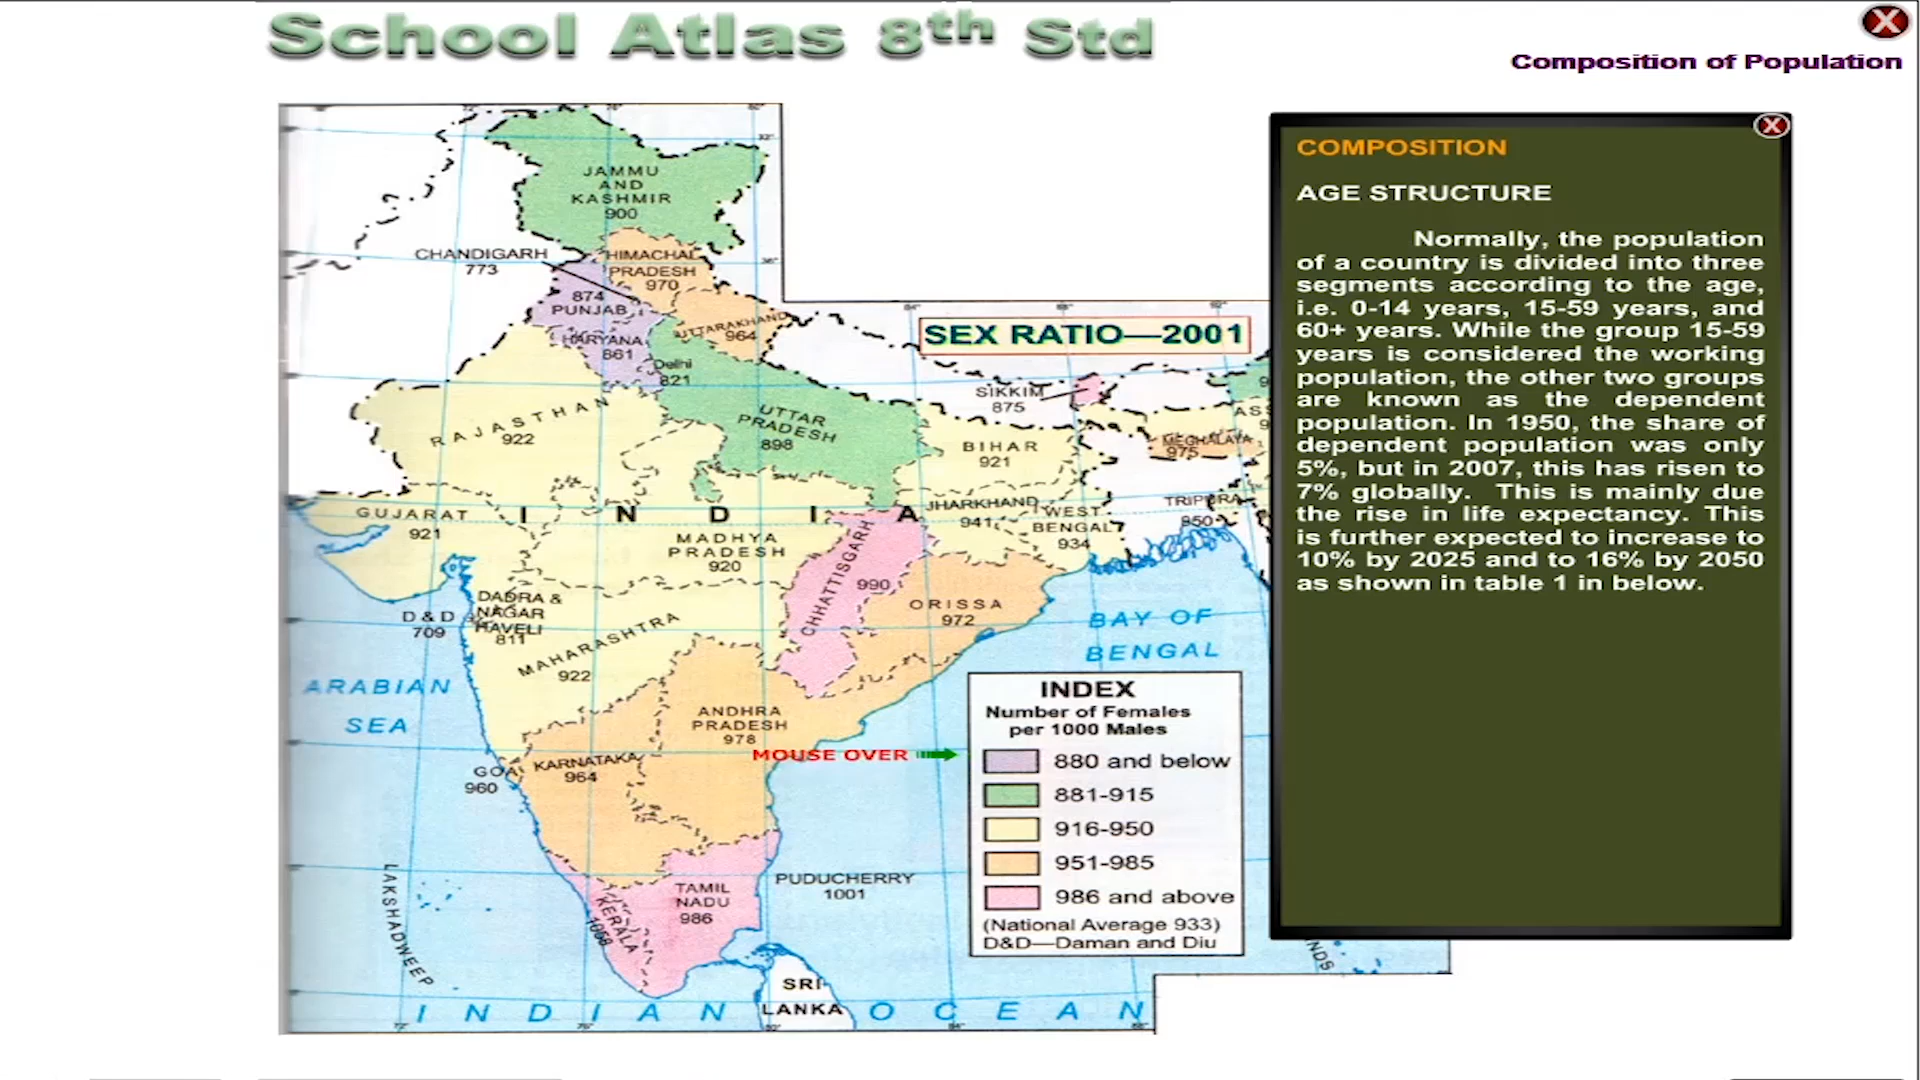 School Atlas 8th Std
Composition of Population
JAMMU
AND
KASHMIR
900
CHANDIGARH
773
HIMACHAL
PRADESH
970
874
PUNJAB
UTTARAKHAND
964
HARYANA
861
Delhi
821
SEX RATIO—2001
SIKKIM
875
RAJASTHAN
922
UTTAR
PRADESH
898
BIHAR
921
MEGHALAYA
975
GUJARAT
921
INDIA
JHARKHAND
941
WEST
BENGAL
934
TRIPURA
950
MADHYA
PRADESH
920
CHHATTISGARH
990
ORISSA
972
D&D
709
DADRA &
NAGAR
HAVELI
811
MAHARASHTRA
922
BAY OF
BENGAL
ARABIAN
SEA
ANDHRA
PRADESH
978
MOUSE OVER
KARNATAKA
964
GOA
960
INDEX
Number of Females
per 1000 Males
880 and below
881-915
916-950
951-985
986 and above
(National Average 933)
D&D—Daman and Diu
LAKSHADWEEP
KERALA
1058
TAMIL
NADU
986
PUDUCHERRY
1001
SRI
LANKA
INDIAN OCEAN
COMPOSITION
AGE STRUCTURE
Normally, the population
of a country is divided into three
segments according to the age,
i.e. 0-14 years, 15-59 years, and
60+ years. While the group 15-59
years is considered the working
population, the other two groups
are known as the dependent
population. In 1950, the share of
dependent population was only
5%, but in 2007, this has risen to
7% globally. This is mainly due
the rise in life expectancy. This
is further expected to increase to
10% by 2025 and to 16% by 2050
as shown in table 1 in below.